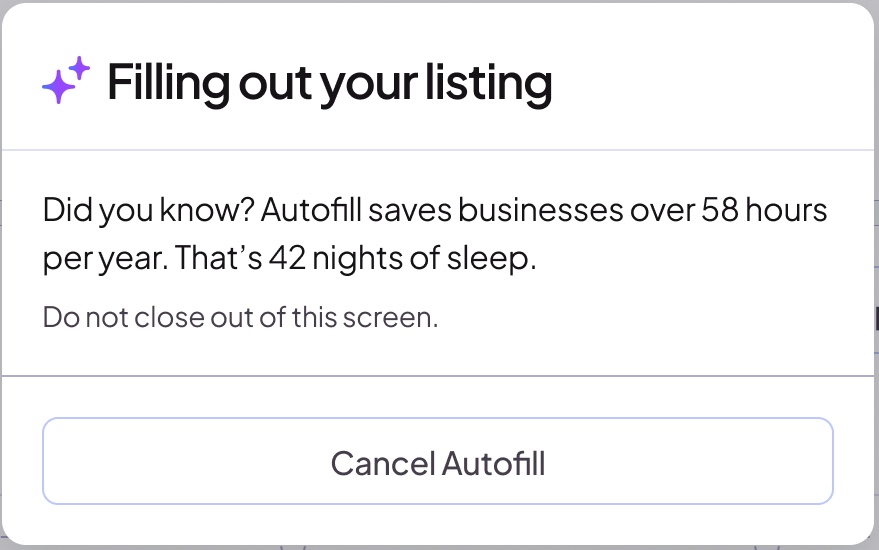 Filling out your listing
Did you know? Autofill saves businesses over 58 hours
per year. That’s 42 nights of sleep.
Do not close out of this screen.
Cancel Autofill